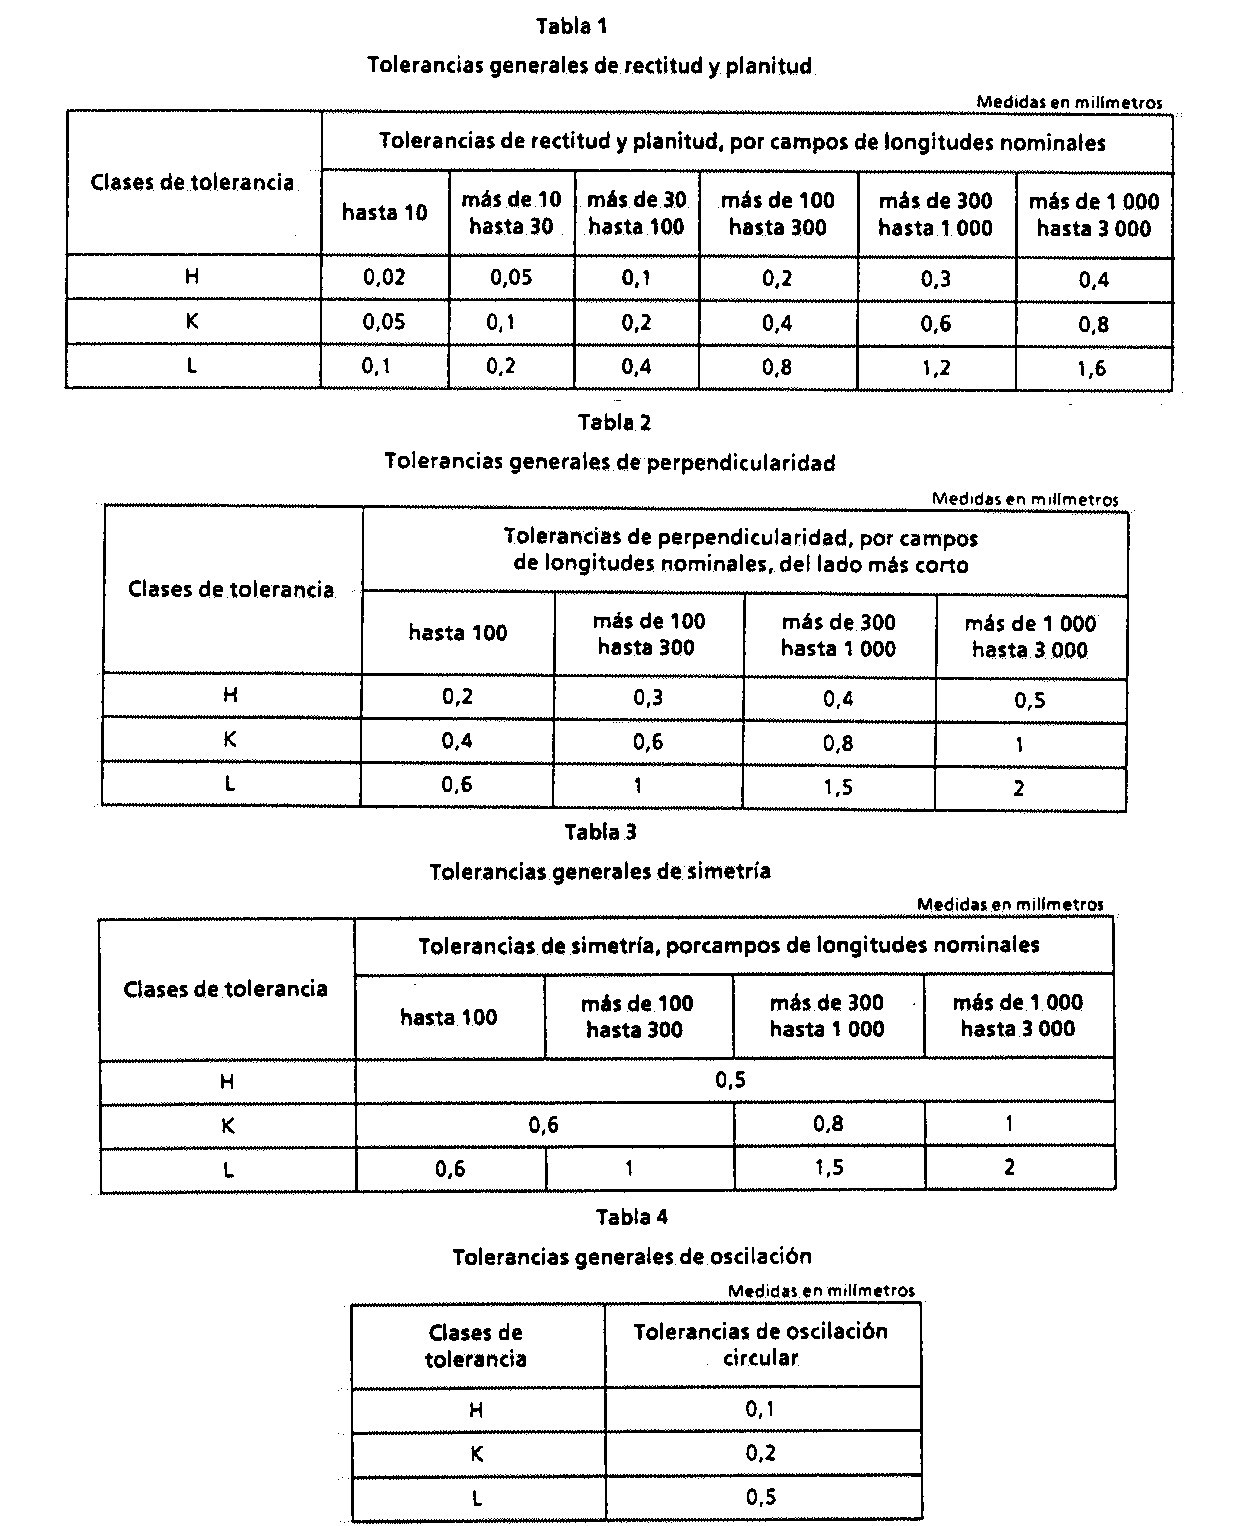 Tabla 1
Tolerancias generales de rectitud y planitud
Medidas en milímetros
Clases de tolerancia
Tolerancias de rectitud y planitud, por campos de longitudes nominales
hasta 10
más de 10 hasta 30
más de 30 hasta 100
más de 100 hasta 300
más de 300 hasta 1 000
más de 1 000 hasta 3 000
H 0,02 0,05 0,1 0,2 0,3 0,4
K 0,05 0,1 0,2 0,4 0,6 0,8
L 0,1 0,2 0,4 0,8 1,2 1,6
Tabla 2
Tolerancias generales de perpendicularidad
Medidas en milímetros
Clases de tolerancia
Tolerancias de perpendicularidad, por campos
de longitudes nominales, del lado más corto
hasta 100
más de 100 hasta 300
más de 300 hasta 1 000
más de 1 000 hasta 3 000
H 0,2 0,3 0,4 0,5
K 0,4 0,6 0,8 1
L 0,6 1 1,5 2
Tabla 3
Tolerancias generales de simetría
Medidas en milímetros
Clases de tolerancia
Tolerancias de simetría, porcampos de longitudes nominales
hasta 100
más de 100 hasta 300
más de 300 hasta 1 000
más de 1 000 hasta 3 000
H 0,5
K 0,6 0,8 1
L 0,6 1 1,5 2
Tabla 4
Tolerancias generales de oscilación
Medidas en milímetros
Clases de
tolerancia
Tolerancias de oscilación
circular
H 0,1
K 0,2
L 0,5